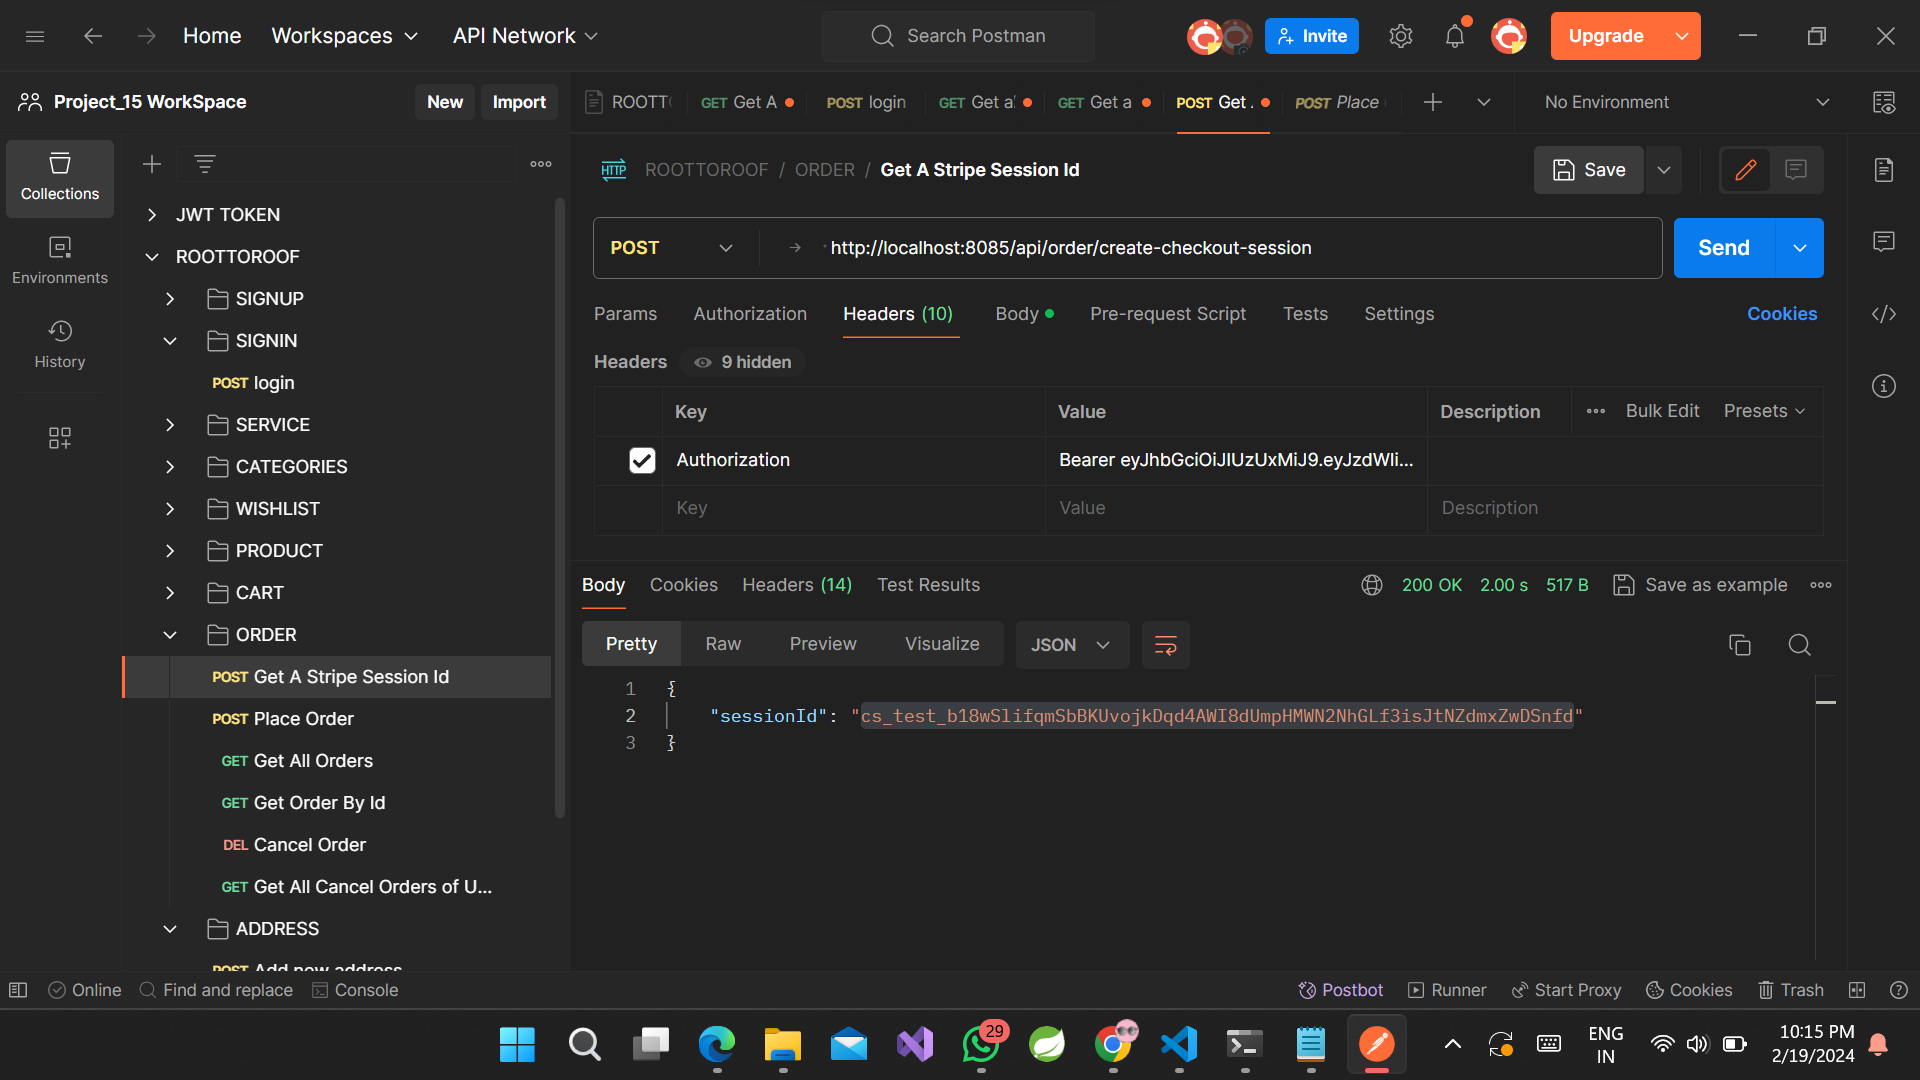 Home
Workspaces
API Network
Search Postman
Invite
Upgrade
Project_15 WorkSpace
New
Import
GET Get A
POST login
GET Get a
GET Get a
POST Get
POST Place
No Environment
Collections
Environments
History
JWT TOKEN
ROOTTOROOF
SIGNUP
SIGNIN
POST login
SERVICE
CATEGORIES
WISHLIST
PRODUCT
CART
ORDER
POST Get A Stripe Session Id
POST Place Order
GET Get All Orders
GET Get Order By Id
DEL Cancel Order
GET Get All Cancel Orders of U...
ADDRESS
POST Add new address
HTTP ROOTTOROOF / ORDER / Get A Stripe Session Id
Save
POST
http://localhost:8085/api/order/create-checkout-session
Send
Params
Authorization
Headers (10)
Body
Pre-request Script
Tests
Settings
Cookies
Headers
9 hidden
Key
Value
Description
Bulk Edit
Presets
Authorization
Bearer eyJhbGciOiJIUzUxMiJ9.eyJzdWIi...
Key
Value
Description
Body
Cookies
Headers (14)
Test Results
200 OK
2.00 s
517 B
Save as example
Pretty
Raw
Preview
Visualize
JSON
1 {
2 "sessionId": "cs_test_b18wSlifqmSbBKUvojkDqd4AWI8dUmpHMWN2NhGLf3isJtNZdmxZwDSnfd"
3 }
Online
Find and replace
Console
Postbot
Runner
Start Proxy
Cookies
Trash
29
ENG
IN
10:15 PM
2/19/2024